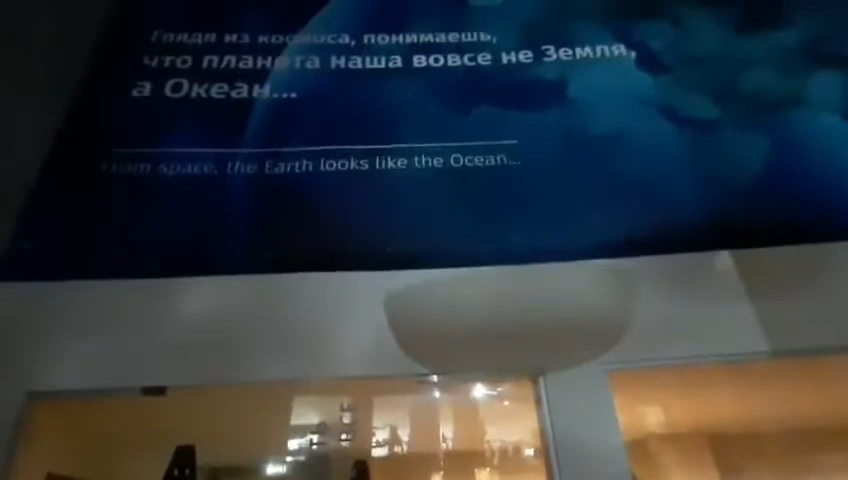 Глядя из космоса, понимаешь,
что планета наша вовсе не Земля,
а Океан...
From space, the Earth looks like the Ocean...